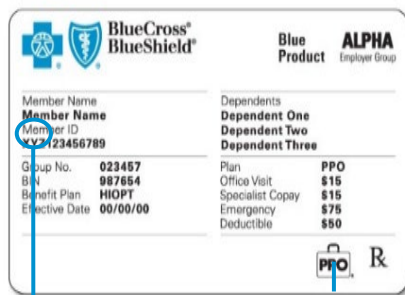 BlueCross®
BlueShield®
Blue
Product
ALPHA
Employer Group
Member Name
Member Name
Member ID
XYZ123456789
Dependents
Dependent One
Dependent Two
Dependent Three
Group No. 023457
BIN 987654
Benefit Plan HIOPT
Effective Date 00/00/00
Plan PPO
Office Visit $15
Specialist Copay $15
Emergency $75
Deductible $50
PPO
Rx